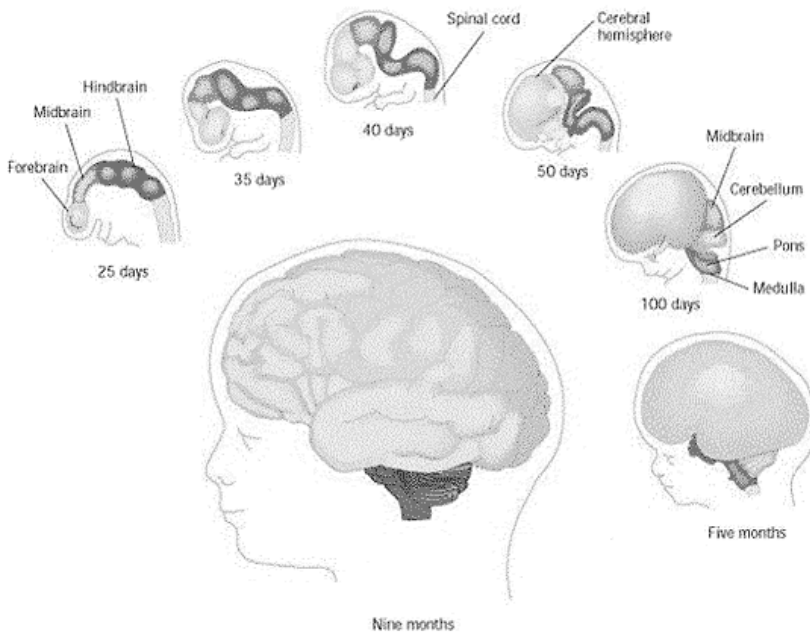 Spinal cord
Cerebral
hemisphere
Hindbrain
Midbrain
Forebrain
40 days
35 days
50 days
25 days
Midbrain
Cerebellum
Pons
Medulla
100 days
Five months
Nine months